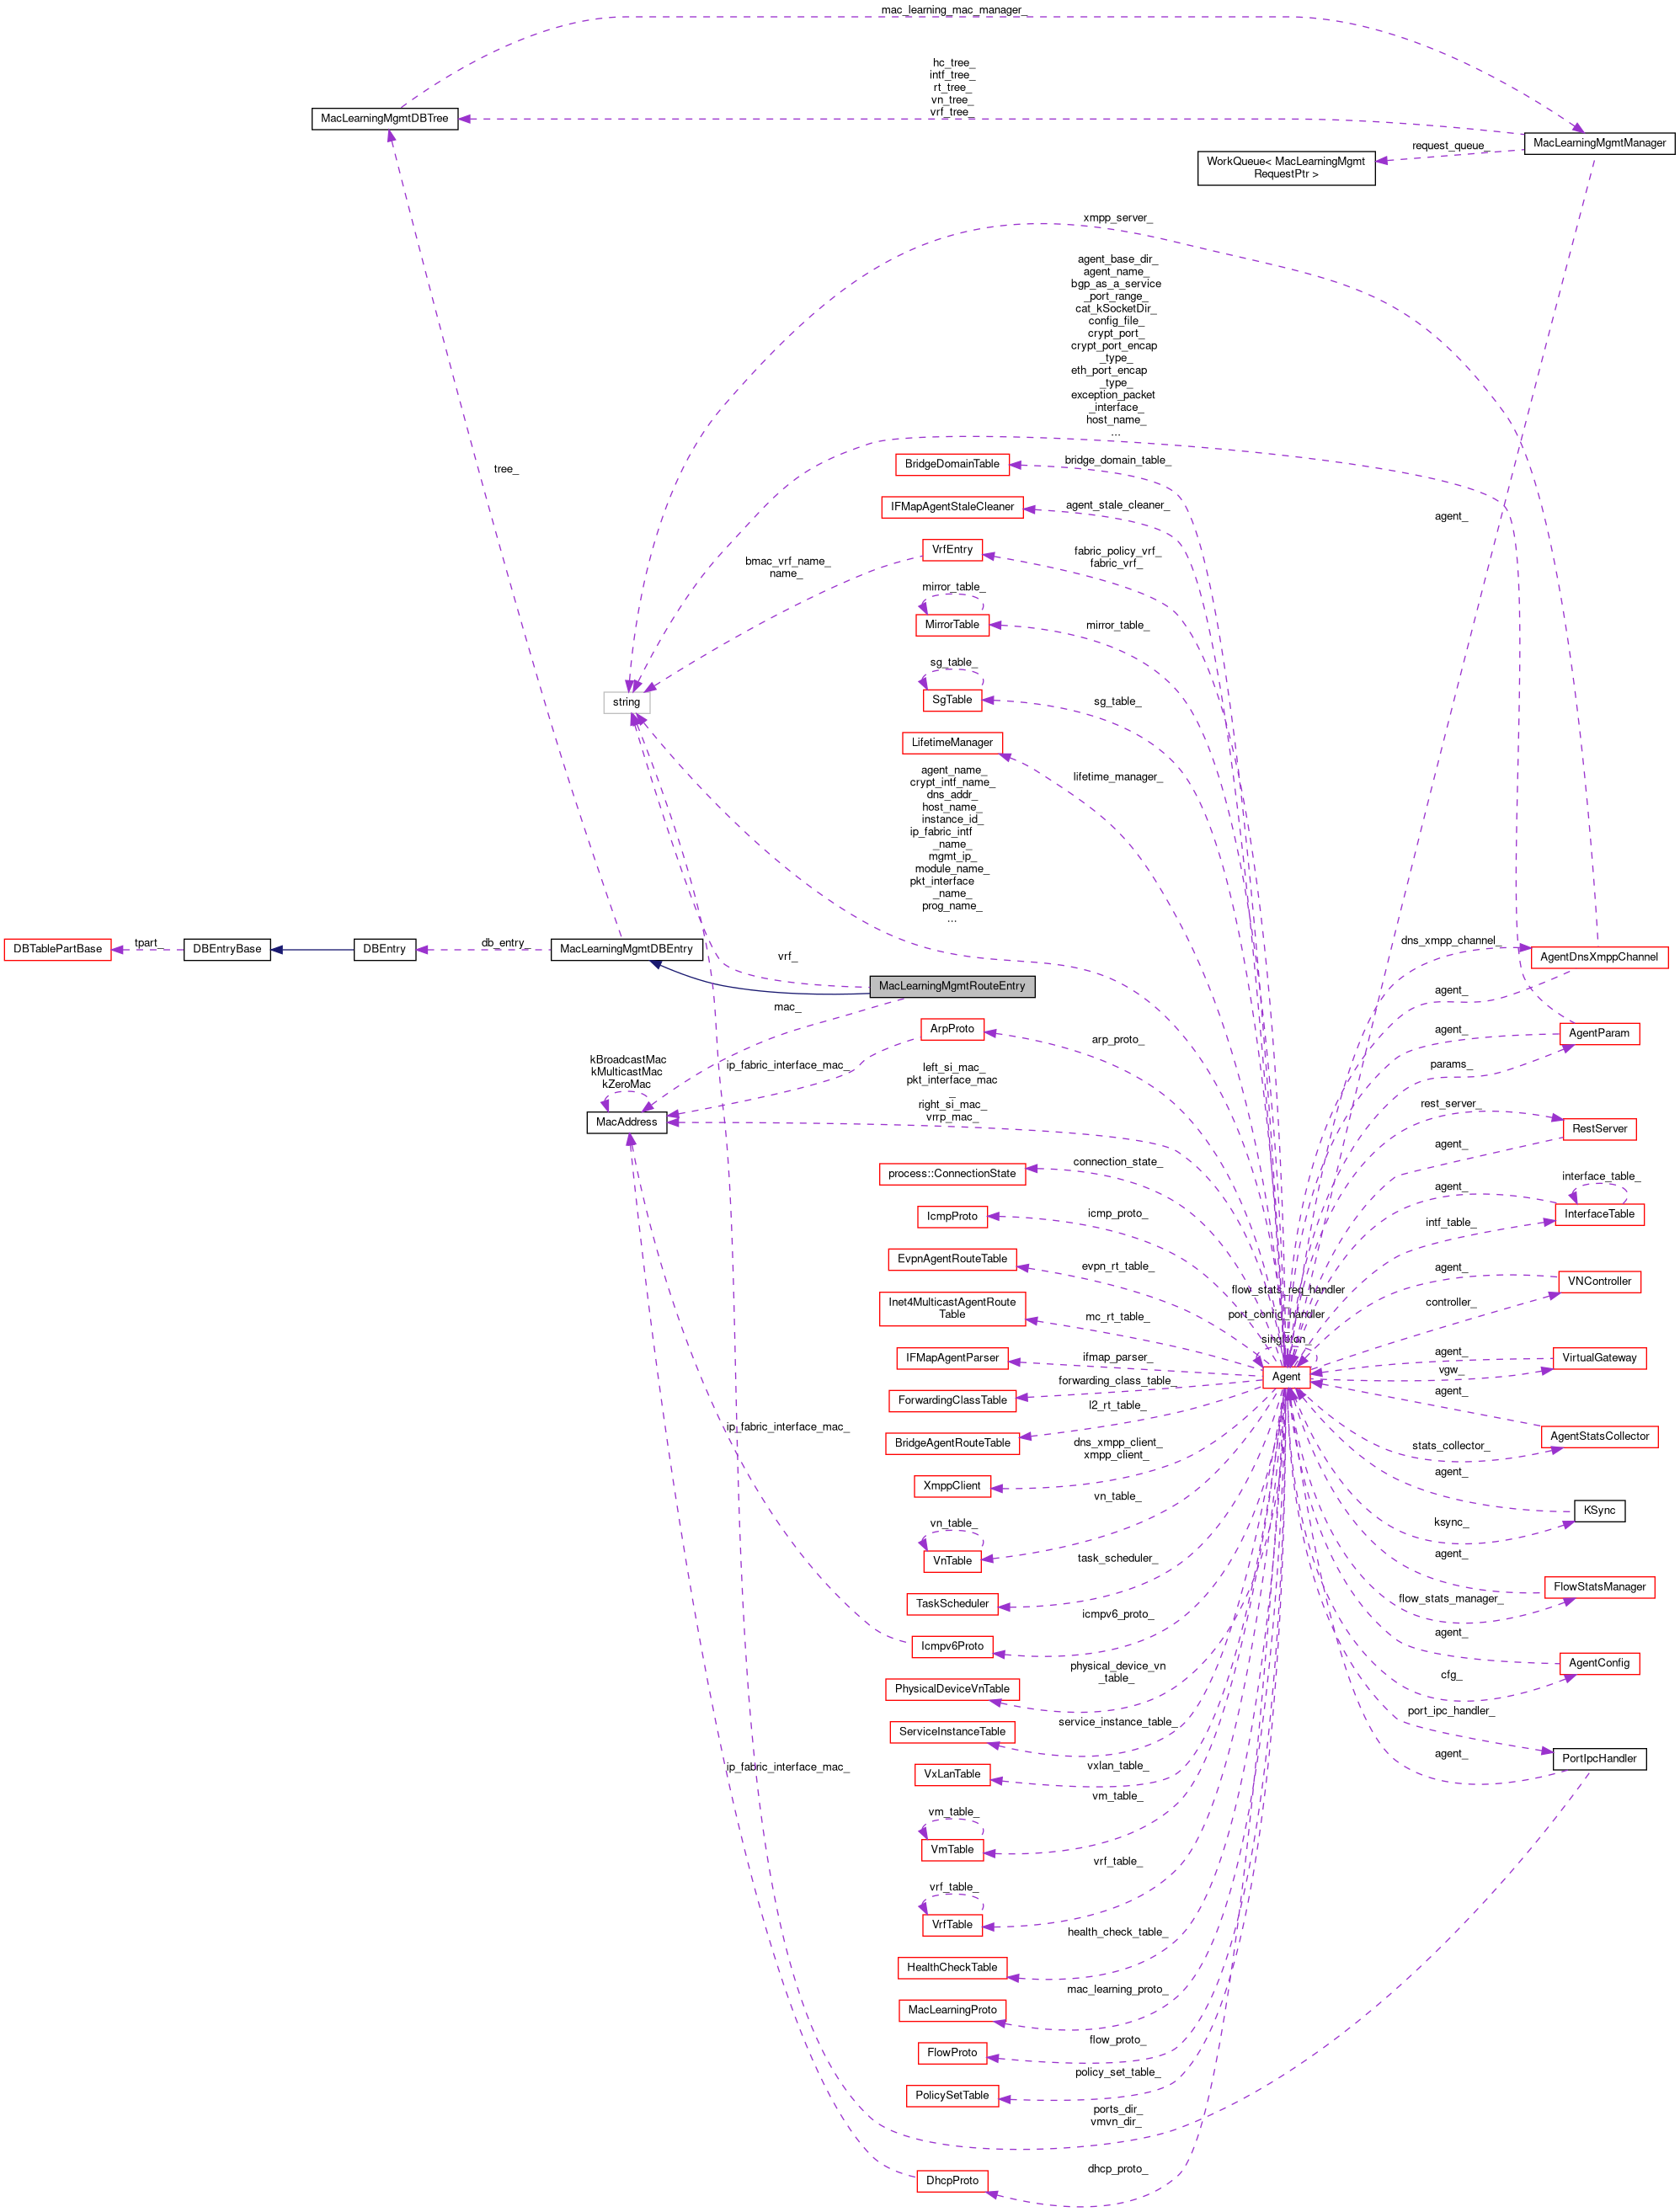 mac_learning_mac_manager_
hc_tree_
intf_tree_
rt_tree_
vn_tree_
vrf_tree_
MacLearningMgmtDBTree
MacLearningMgmtManager
request_queue_
WorkQueue< MacLearningMgmt
RequestPtr >
xmpp_server_
agent_base_dir_
agent_name_
bgp_as_a_service
_port_range_
cat_kSocketDir_
config_file_
crypt_port_
crypt_port_encap
_type_
eth_port_encap
_type_
exception_packet
_interface_
host_name_
...
BridgeDomainTable
bridge_domain_table_
tree_
IFMapAgentStaleCleaner
agent_stale_cleaner_
agent_
VrfEntry
fabric_policy_vrf_
fabric_vrf_
bmac_vrf_name_
name_
mirror_table_
MirrorTable
mirror_table_
sg_table_
SgTable
sg_table_
string
LifetimeManager
lifetime_manager_
agent_name_
crypt_intf_name_
dns_addr_
host_name_
instance_id_
ip_fabric_intf
_name_
mgmt_ip_
module_name_
pkt_interface
_name_
prog_name_
...
DBTablePartBase
tpart_
DBEntryBase
DBEntry
db_entry_
MacLearningMgmtDBEntry
vrf_
dns_xmpp_channel_
AgentDnsXmppChannel
MacLearningMgmtRouteEntry
agent_
mac_
ArpProto
arp_proto_
agent_
AgentParam
params_
kBroadcastMac
kMulticastMac
kZeroMac
ip_fabric_interface_mac_
left_si_mac_
pkt_interface_mac
_
right_si_mac_
vrrp_mac_
MacAddress
rest_server_
RestServer
agent_
process::ConnectionState
connection_state_
interface_table_
agent_
InterfaceTable
IcmpProto
icmp_proto_
intf_table_
EvpnAgentRouteTable
evpn_rt_table_
agent_
VNController
flow_stats_req_handler
_
port_config_handler
_
singleton_
Inet4MulticastAgentRoute
Table
mc_rt_table_
controller_
IFMapAgentParser
ifmap_parser_
agent_
VirtualGateway
vgw_
Agent
ForwardingClassTable
forwarding_class_table_
agent_
l2_rt_table_
ip_fabric_interface_mac_
BridgeAgentRouteTable
AgentStatsCollector
stats_collector_
dns_xmpp_client_
xmpp_client_
XmppClient
agent_
vn_table_
KSync
vn_table_
ksync_
VnTable
task_scheduler_
agent_
FlowStatsManager
TaskScheduler
flow_stats_manager_
icmpv6_proto_
agent_
Icmpv6Proto
AgentConfig
physical_device_vn
_table_
cfg_
PhysicalDeviceVnTable
port_ipc_handler_
ServiceInstanceTable
service_instance_table_
agent_
PortIpcHandler
ip_fabric_interface_mac_
VxLanTable
vxlan_table_
vm_table_
vm_table_
VmTable
vrf_table_
vrf_table_
VrfTable
health_check_table_
HealthCheckTable
mac_learning_proto_
MacLearningProto
flow_proto_
FlowProto
policy_set_table_
PolicySetTable
ports_dir_
vmvn_dir_
dhcp_proto_
DhcpProto